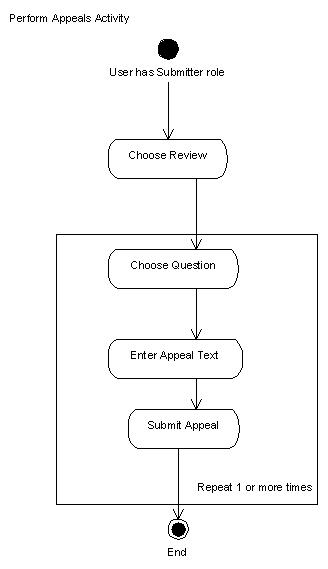 Perform Appeals Activity
User has Submitter role
Choose Review
Choose Question
Enter Appeal Text
Submit Appeal
Repeat 1 or more times
End